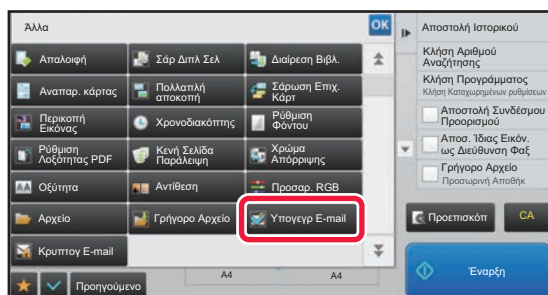 Άλλα
OK
Απαλοιφή
Σάρ Διπλ Σελ
Διαίρεση Βιβλ.
Αναπαρ. κάρτας
Πολλαπλή
αποκοπή
Σάρωση Επιχ.
Κάρτ
Περικοπή
Εικόνας
Χρονοδιακόπτης
Ρύθμιση
Φόντου
Ρύθμιση
Λοξότητας PDF
Κενή Σελίδα
Παράλειψη
Χρώμα
Απόρριψης
AA Οξύτητα
Αντίθεση
Προσαρ. RGB
Αρχείο
Γρήγορο Αρχείο
Υπογεγρ E-mail
Κρυπτογ E-mail
Προηγούμενο
A4
A4
Αποστολή Ιστορικού
Κλήση Αριθμού
Αναζήτησης
Κλήση Προγράμματος
Κλήση Καταχωρημένων ρυθμίσεων
Αποστολή Συνδέσμου
Προορισμού
Αποσ. Ίδιας Εικόν.
ως Διεύθυνση Φαξ
Γρήγορο Αρχείο
Προσωρινή Αποθήκ
Προεπισκόπ
CA
Έναρξη